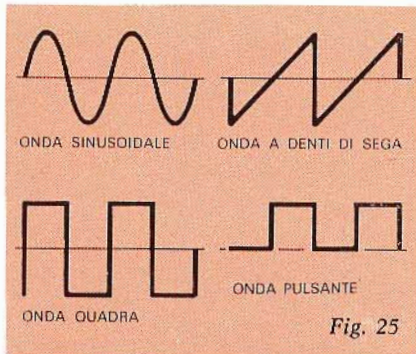 ONDA SINUSOIDALE
ONDA A DENTI DI SEGA
ONDA QUADRA
ONDA PULSANTE
Fig. 25